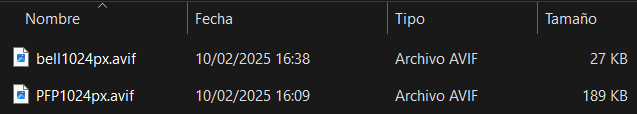 Nombre Fecha Tipo Tamaño
bell1024px.avif 10/02/2025 16:38 Archivo AVIF 27 KB
PFP1024px.avif 10/02/2025 16:09 Archivo AVIF 189 KB